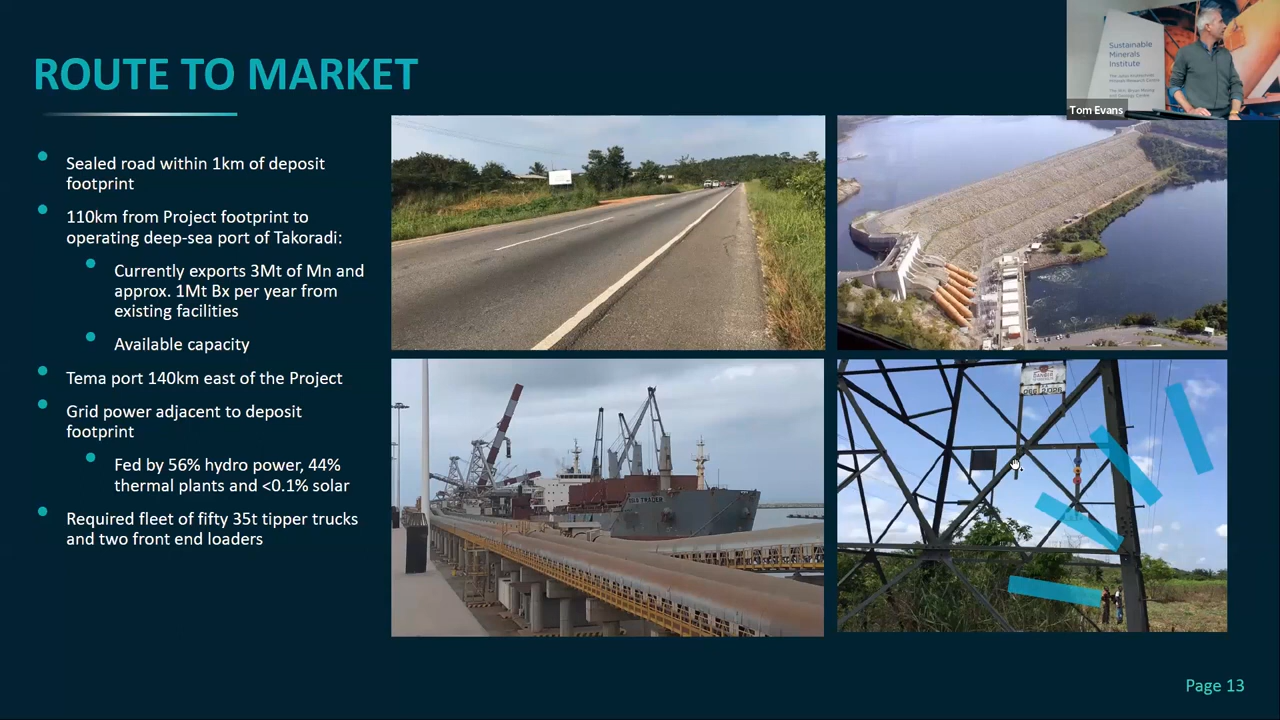 ROUTE TO MARKET
Sealed road within 1km of deposit
footprint
110km from Project footprint to
operating deep-sea port of Takoradi:
Currently exports 3Mt of Mn and
approx. 1Mt Bx per year from
existing facilities
Available capacity
Tema port 140km east of the Project
Grid power adjacent to deposit
footprint
Fed by 56% hydro power, 44%
thermal plants and <0.1% solar
Required fleet of fifty 35t tipper trucks
and two front end loaders
Sustainable
Minerals
Institute
Tom Evans
DANGER
TRADER
Page 13